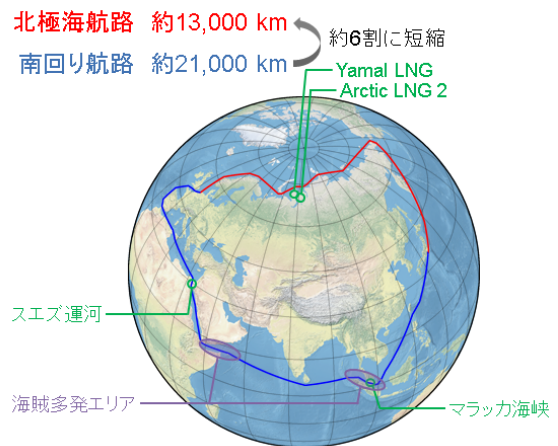 北極海航路 約13,000 km
南回り航路 約21,000 km
約6割に短縮
Yamal LNG
Arctic LNG 2
スエズ運河
海賊多発エリア
マラッカ海峡